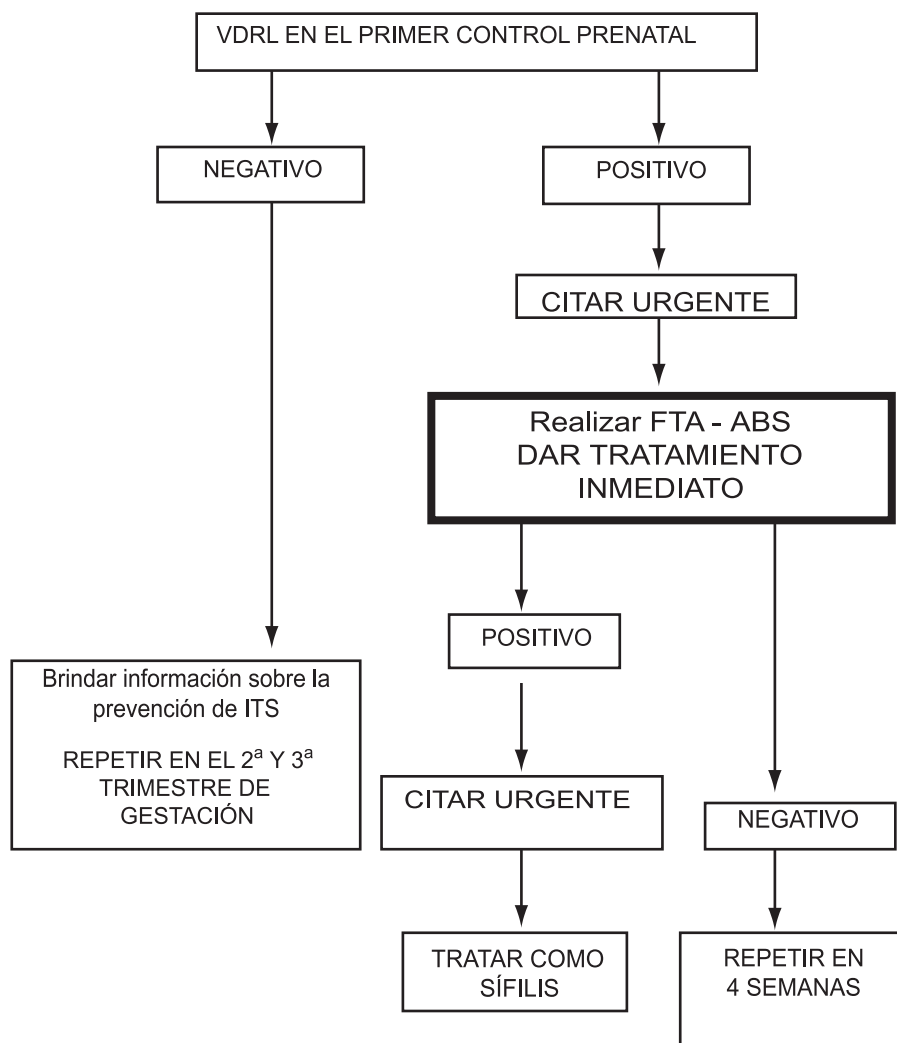 VDRL EN EL PRIMER CONTROL PRENATAL
NEGATIVO
POSITIVO
CITAR URGENTE
Realizar FTA - ABS
DAR TRATAMIENTO
INMEDIATO
POSITIVO
Brindar información sobre la
prevención de ITS
REPETIR EN EL 2ª Y 3ª
TRIMESTRE DE
GESTACIÓN
CITAR URGENTE
NEGATIVO
TRATAR COMO
SÍFILIS
REPETIR EN
4 SEMANAS